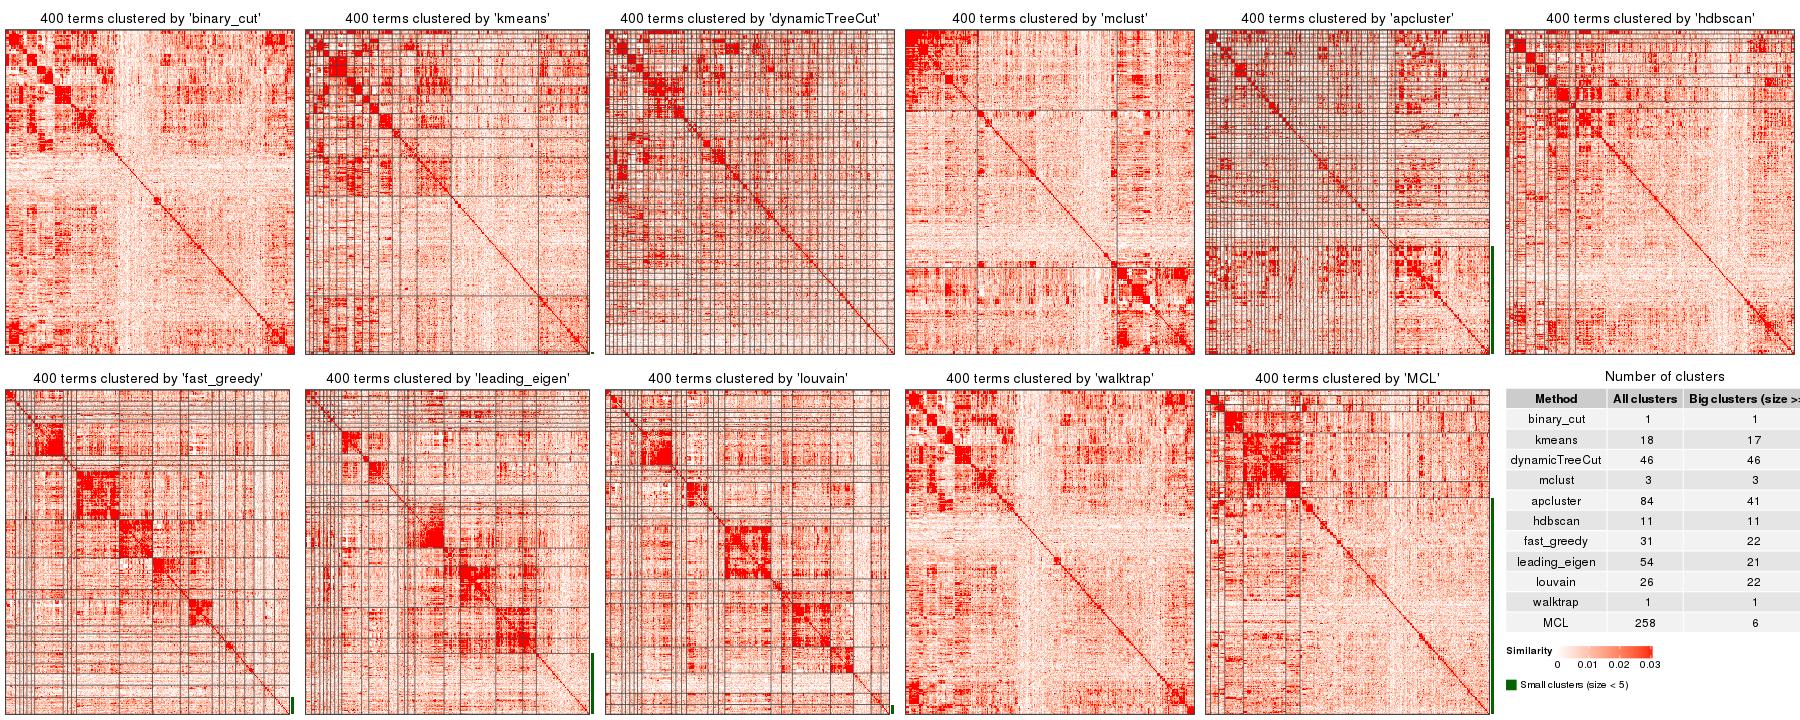 400 terms clustered by 'binary_cut'
400 terms clustered by 'kmeans'
400 terms clustered by 'dynamicTreeCut'
400 terms clustered by 'mclust'
400 terms clustered by 'apcluster'
400 terms clustered by 'hdbscan'
400 terms clustered by 'fast_greedy'
400 terms clustered by 'leading_eigen'
400 terms clustered by 'louvain'
400 terms clustered by 'walktrap'
400 terms clustered by 'MCL'
Number of clusters
Method All clusters Big clusters (size >
binary_cut 1 1
kmeans 18 17
dynamicTreeCut 46 46
mclust 3 3
apcluster 84 41
hdbscan 11 11
fast_greedy 31 22
leading_eigen 54 21
louvain 26 22
walktrap 1 1
MCL 258 6
Similarity
0 0.01 0.02 0.03
Small clusters (size < 5)